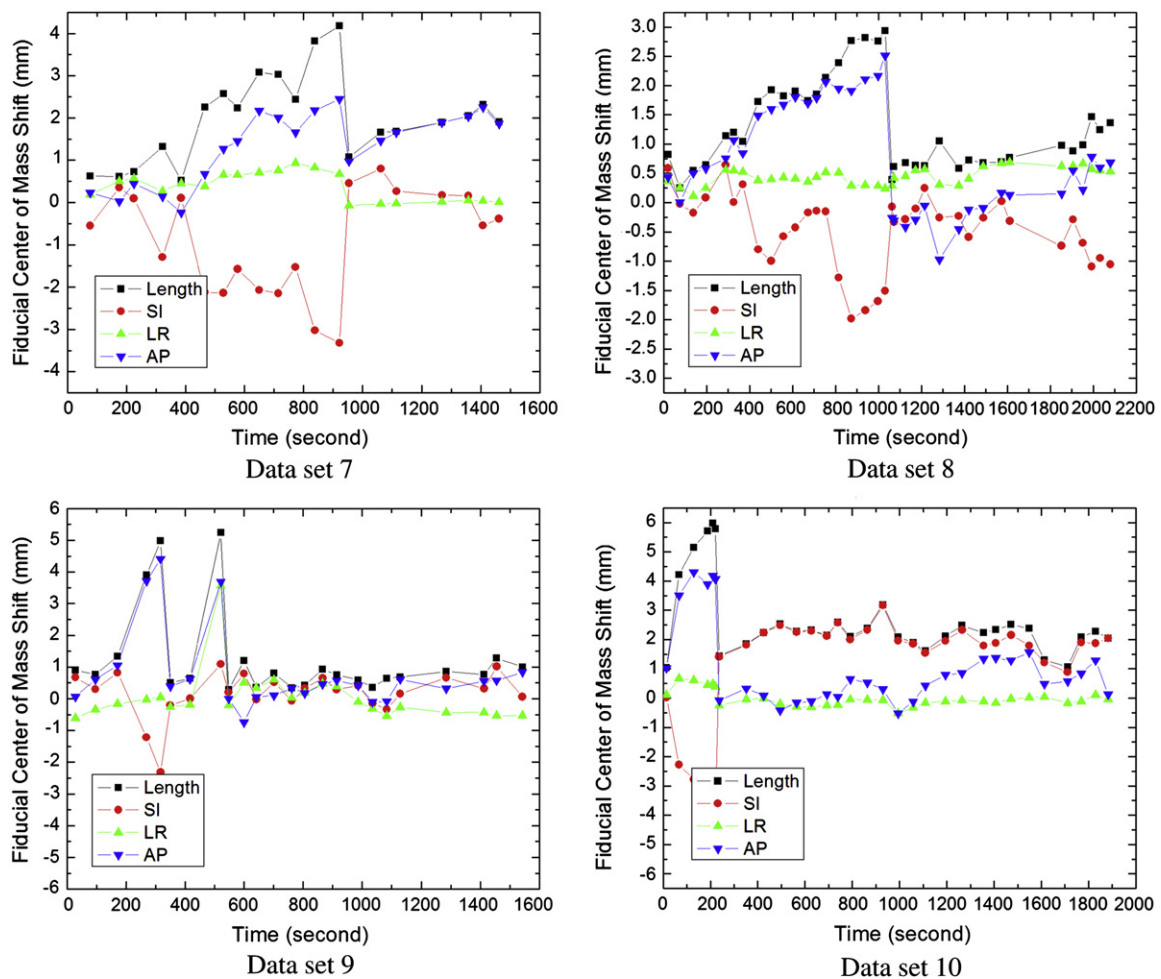 Fiducial Center of Mass Shift (mm)
4
3
2
1
0
-1
-2
-3
-4
Length
SI
LR
AP
0 200 400 600 800 1000 1200 1400 1600
Time (second)
Data set 7
Fiducial Center of Mass Shift (mm)
3.0
2.5
2.0
1.5
1.0
0.5
0.0
-0.5
-1.0
-1.5
-2.0
-2.5
-3.0
Length
SI
LR
AP
0 200 400 600 800 1000 1200 1400 1600 1800 2000 2200
Time (second)
Data set 8
Fiducial Center of Mass Shift (mm)
6
5
4
3
2
1
0
-1
-2
-3
-4
-5
-6
Length
SI
LR
AP
0 200 400 600 800 1000 1200 1400 1600
Time (second)
Data set 9
Fiducial Center of Mass Shift (mm)
6
5
4
3
2
1
0
-1
-2
-3
-4
-5
-6
Length
SI
LR
AP
0 200 400 600 800 1000 1200 1400 1600 1800 2000
Time (second)
Data set 10